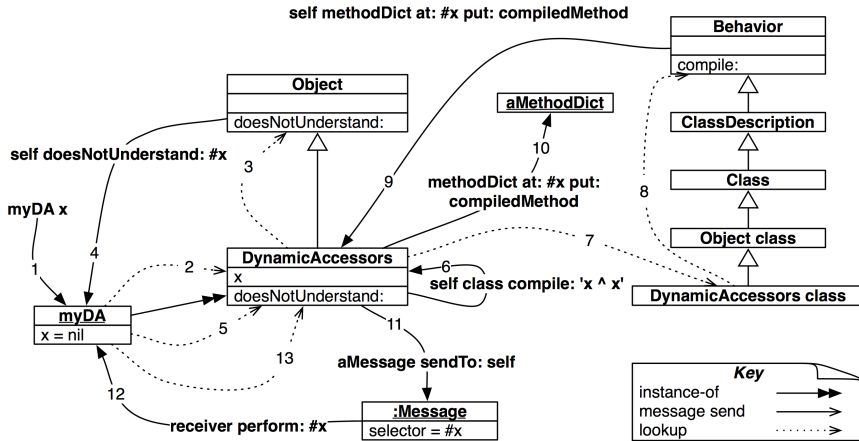 self methodDict at: #x put: compiledMethod
Behavior
compile:
Object
doesNotUnderstand:
aMethodDict
ClassDescription
self doesNotUnderstand: #x
3
10
9
methodDict at: #x put:
compiledMethod
Class
8
myDA x
4
Object class
7
1
2
DynamicAccessors
x
doesNotUnderstand:
6
self class compile: 'x ^ x'
DynamicAccessors class
myDA
x = nil
5
11
13
aMessage sendTo: self
12
receiver perform: #x
:Message
selector = #x
Key
instance-of
message send
lookup